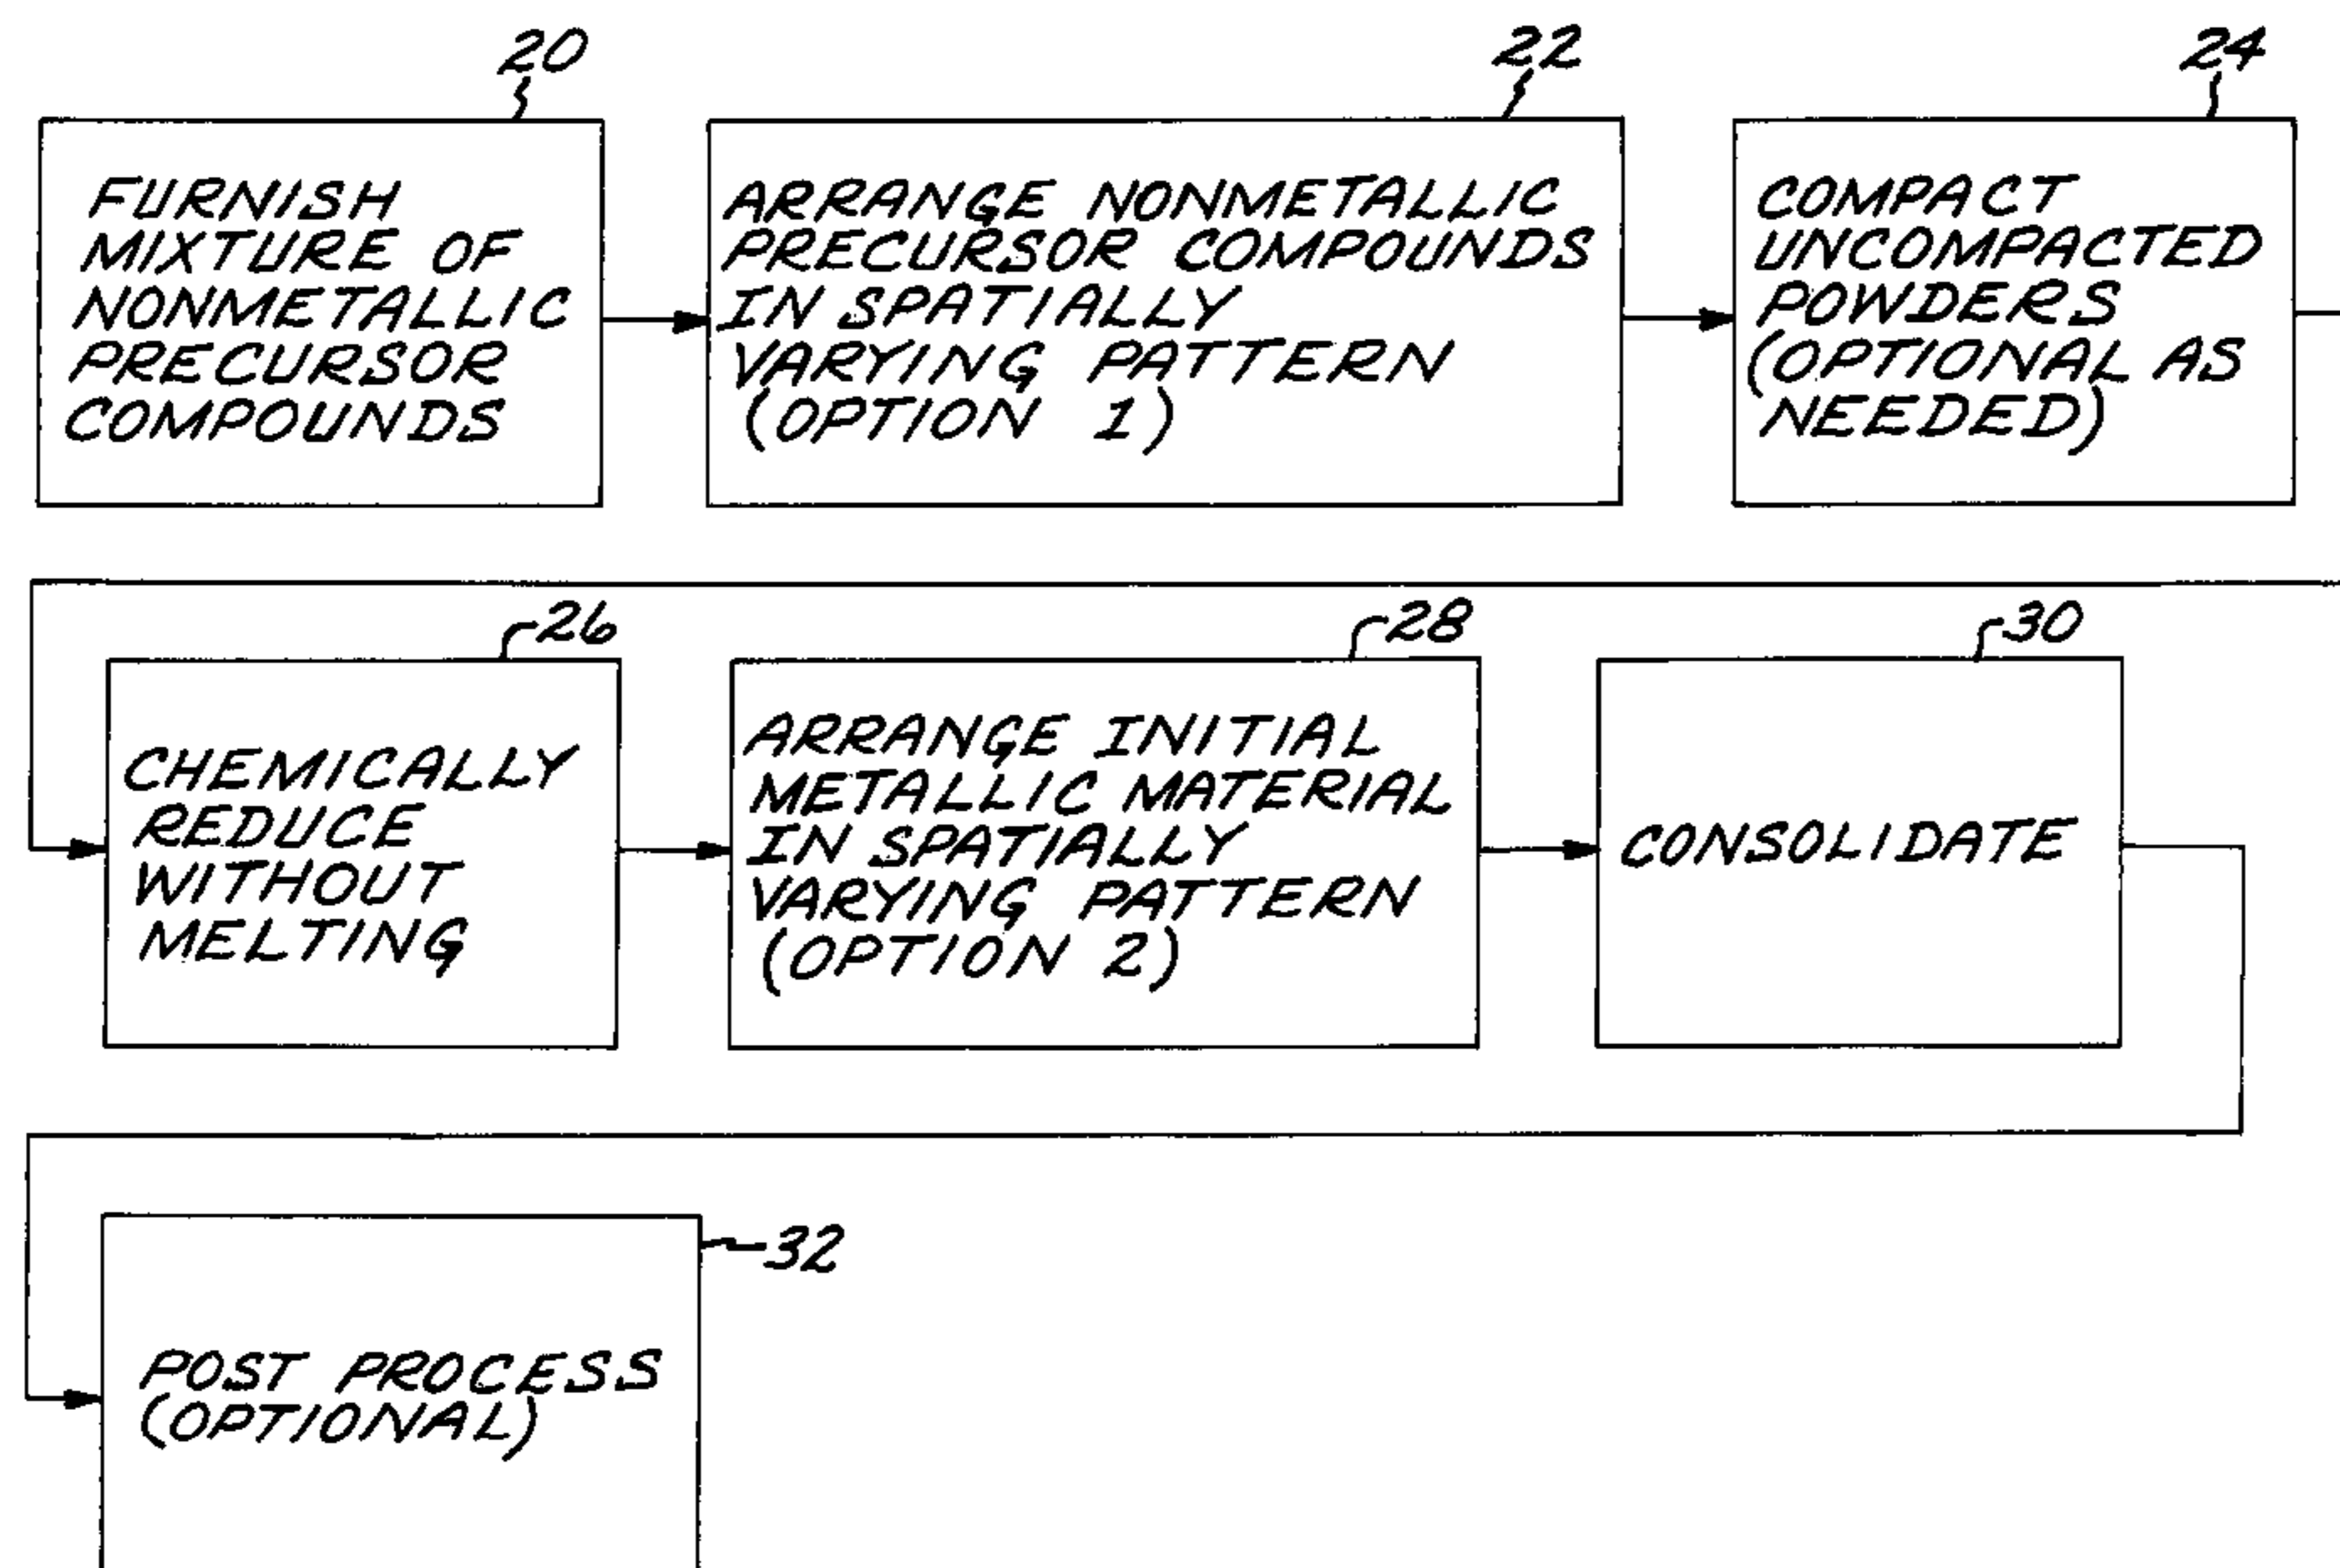 20
22
24
FURNISH
MIXTURE OF
NONMETALLIC
PRECURSOR
COMPOUNDS
ARRANGE NONMETALLIC
PRECURSOR COMPOUNDS
IN SPATIALLY
VARYING PATTERN
(OPTION 1)
COMPACT
UNCOMPACTED
POWDERS
(OPTIONAL AS
NEEDED)
26
28
30
CHEMICALLY
REDUCE
WITHOUT
MELTING
ARRANGE INITIAL
METALLIC MATERIAL
IN SPATIALLY
VARYING PATTERN
(OPTION 2)
CONSOLIDATE
32
POST PROCESS
(OPTIONAL)